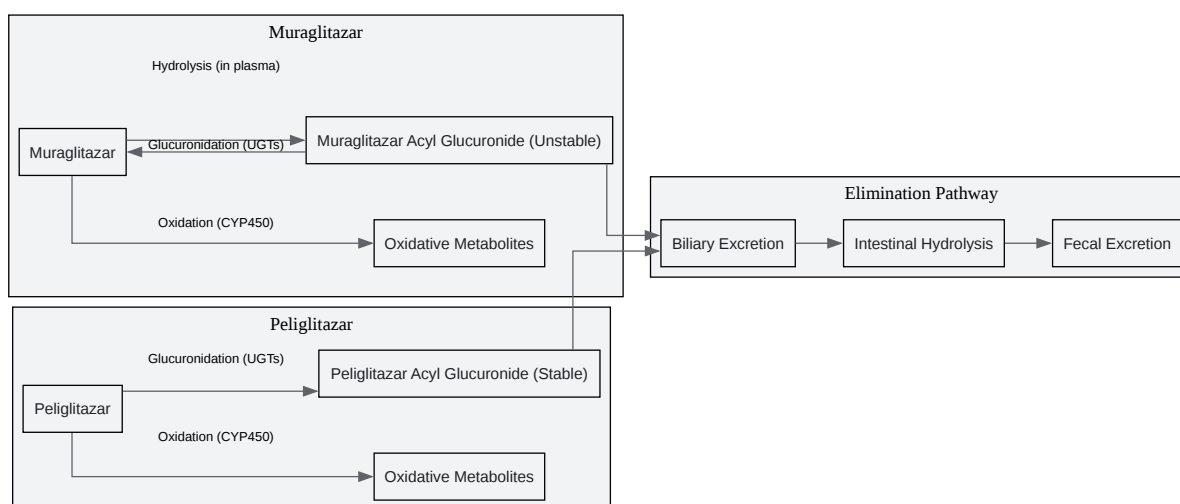 Muraglitazar
Hydrolysis (in plasma)
Muraglitazar
Glucuronidation (UGTs)
Muraglitazar Acyl Glucuronide (Unstable)
Oxidation (CYP450)
Oxidative Metabolites
Elimination Pathway
Biliary Excretion
Intestinal Hydrolysis
Fecal Excretion
Peliglitazar
Glucuronidation (UGTs)
Peliglitazar Acyl Glucuronide (Stable)
Peliglitazar
Oxidation (CYP450)
Oxidative Metabolites